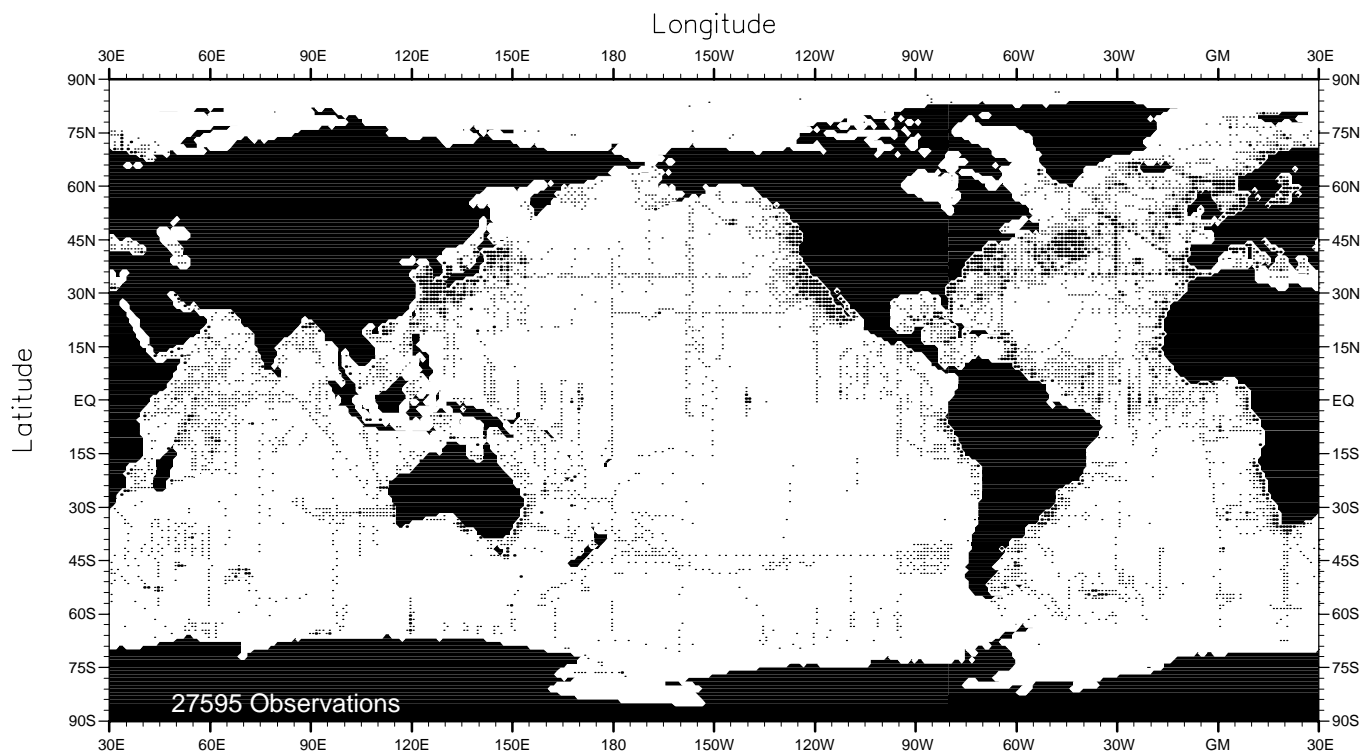 Longitude
30E 60E 90E 120E 150E 180 150W 120W 90W 60W 30W GM 30E
90N 90N
75N 75N
60N 60N
45N 45N
30N 30N
15N 15N
EQ EQ
15S 15S
30S 30S
45S 45S
60S 60S
75S 75S
90S 90S
Latitude
27595 Observations
30E 60E 90E 120E 150E 180 150W 120W 90W 60W 30W GM 30E